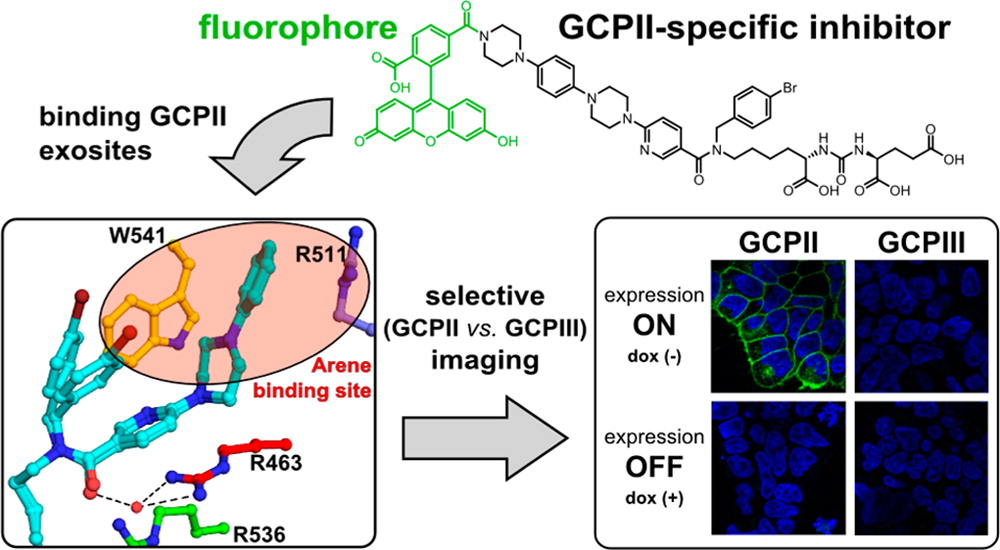 fluorophore
GCPII-specific inhibitor
O
N
N
N
N
N
O
OH
O
O
OH
Br
N
O
H
N
H
N
O
O
OH
O
OH
O
OH
binding GCPII
exosites
W541
R511
Arene
binding site
R463
R536
selective
(GCPII vs. GCPIII)
imaging
GCPII
GCPIII
expression
ON
dox (-)
expression
OFF
dox (+)